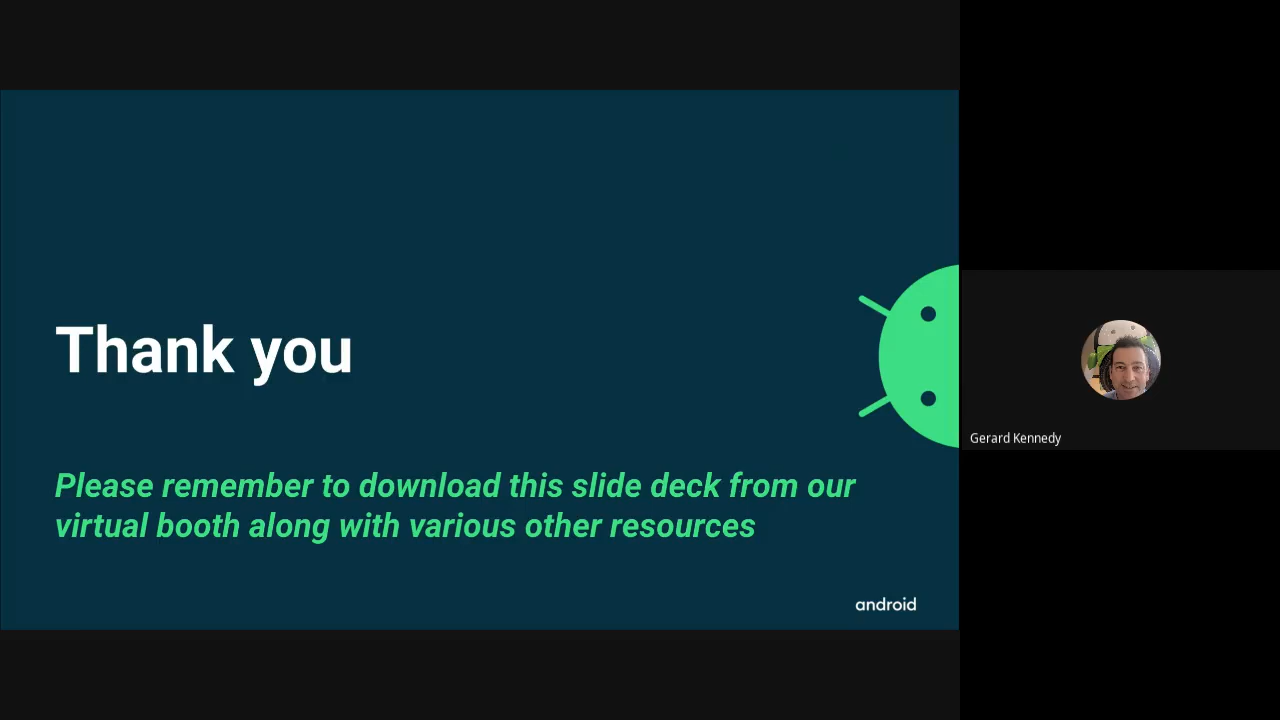 Thank you
Please remember to download this slide deck from our
virtual booth along with various other resources
android
Gerard Kennedy